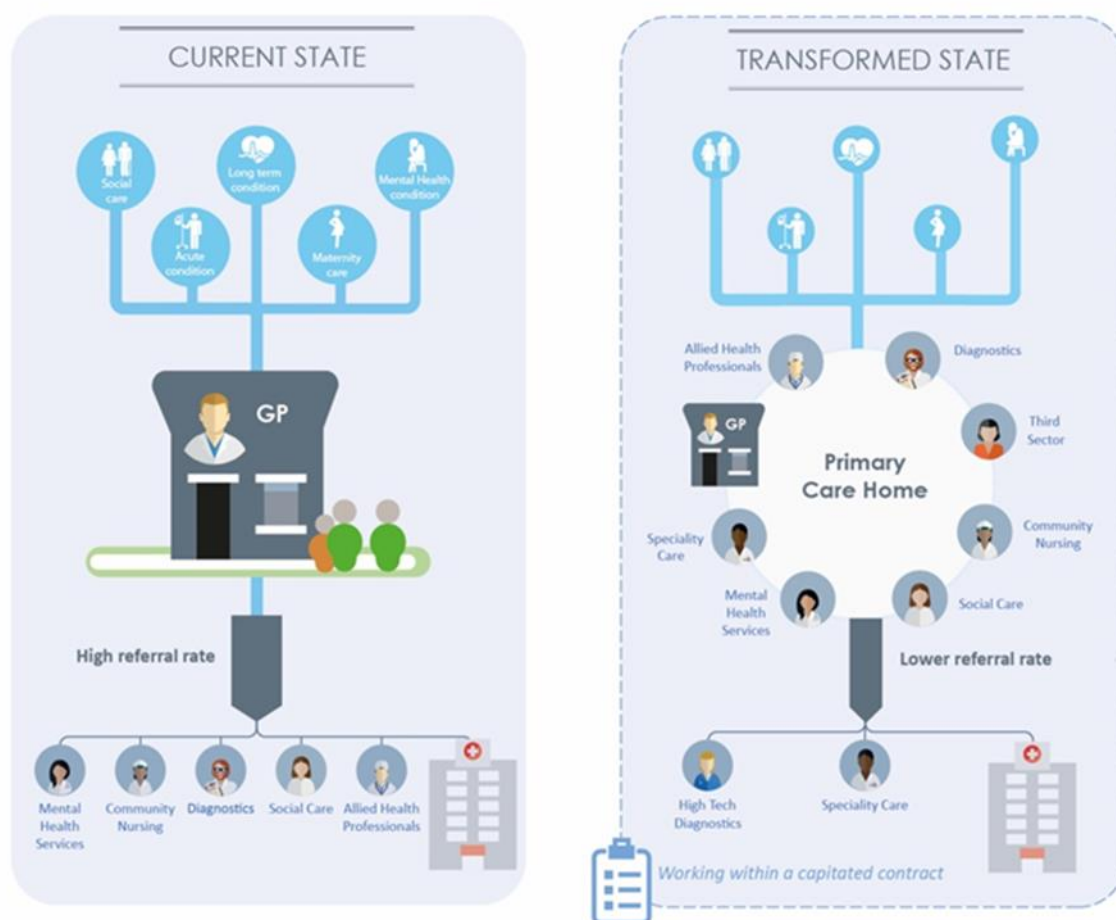 CURRENT STATE
Social
care
Long term
condition
Mental Health
condition
Acute
condition
Maternity
care
GP
High referral rate
Mental
Health
Services
Community
Nursing
Diagnostics
Social Care
Allied Health
Professionals
TRANSFORMED STATE
Allied Health
Professionals
Diagnostics
GP
Third
Sector
Primary
Care Home
Speciality
Care
Community
Nursing
Mental
Health
Services
Social Care
Lower referral rate
High Tech
Diagnostics
Speciality Care
Working within a capitated contract